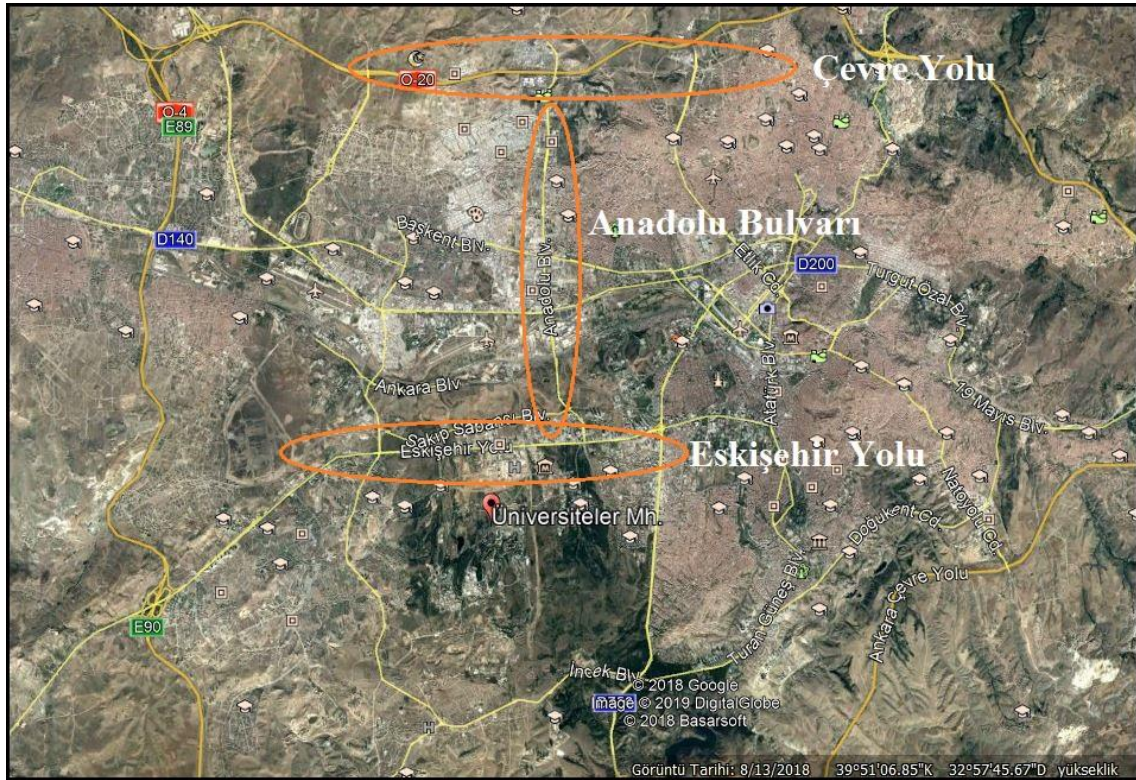 Çevre Yolu
O-20
O-4
E89
Anadolu Bulvarı
Başkent Blv.
D140
Anadolu Blv.
Etlik Cd.
D200
Turgut Özal Blv.
Atatürk Blv.
Ankara Blv.
19 Mayıs Blv.
Sakıp Sabancı Blv.
Eskişehir Yolu
Eskişehir Yolu
Natoyolu Cd.
Üniversiteler Mh.
Doğukent Cd.
Turan Güneş Blv.
Ankara Çevre Yolu
E90
İncek Blv.
© 2018 Google
Image © 2019 DigitalGlobe
© 2018 Basarsoft
Görüntü Tarihi: 8/13/2018 39°51'06.85"K 32°57'45.67"D yükseklik